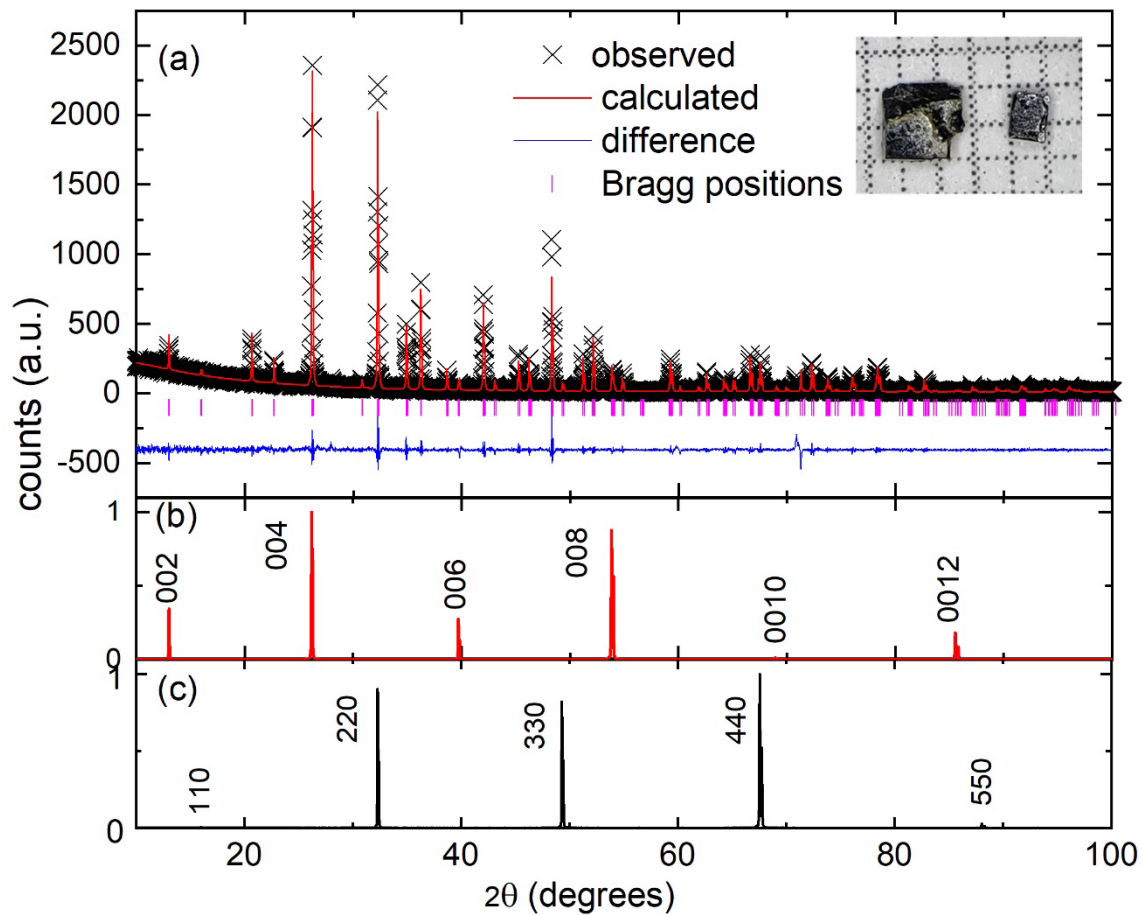 (a)
observed
calculated
difference
Bragg positions
2500
2000
1500
1000
500
0
-500
counts (a.u.)
(b)
1
0
002
004
006
008
0010
0012
(c)
1
0
110
220
330
440
550
20 40 60 80 100
2θ (degrees)